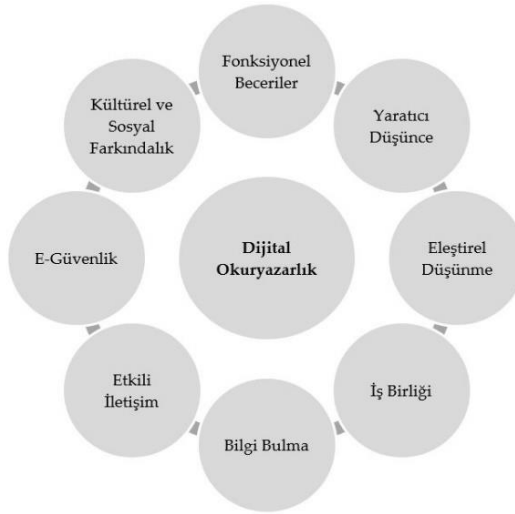 Fonksiyonel
Beceriler
Yaratıcı
Düşünce
Eleştirel
Düşünme
İş Birliği
Bilgi Bulma
Etkili
İletişim
E-Güvenlik
Kültürel ve
Sosyal
Farkındalık
Dijital
Okuryazarlık